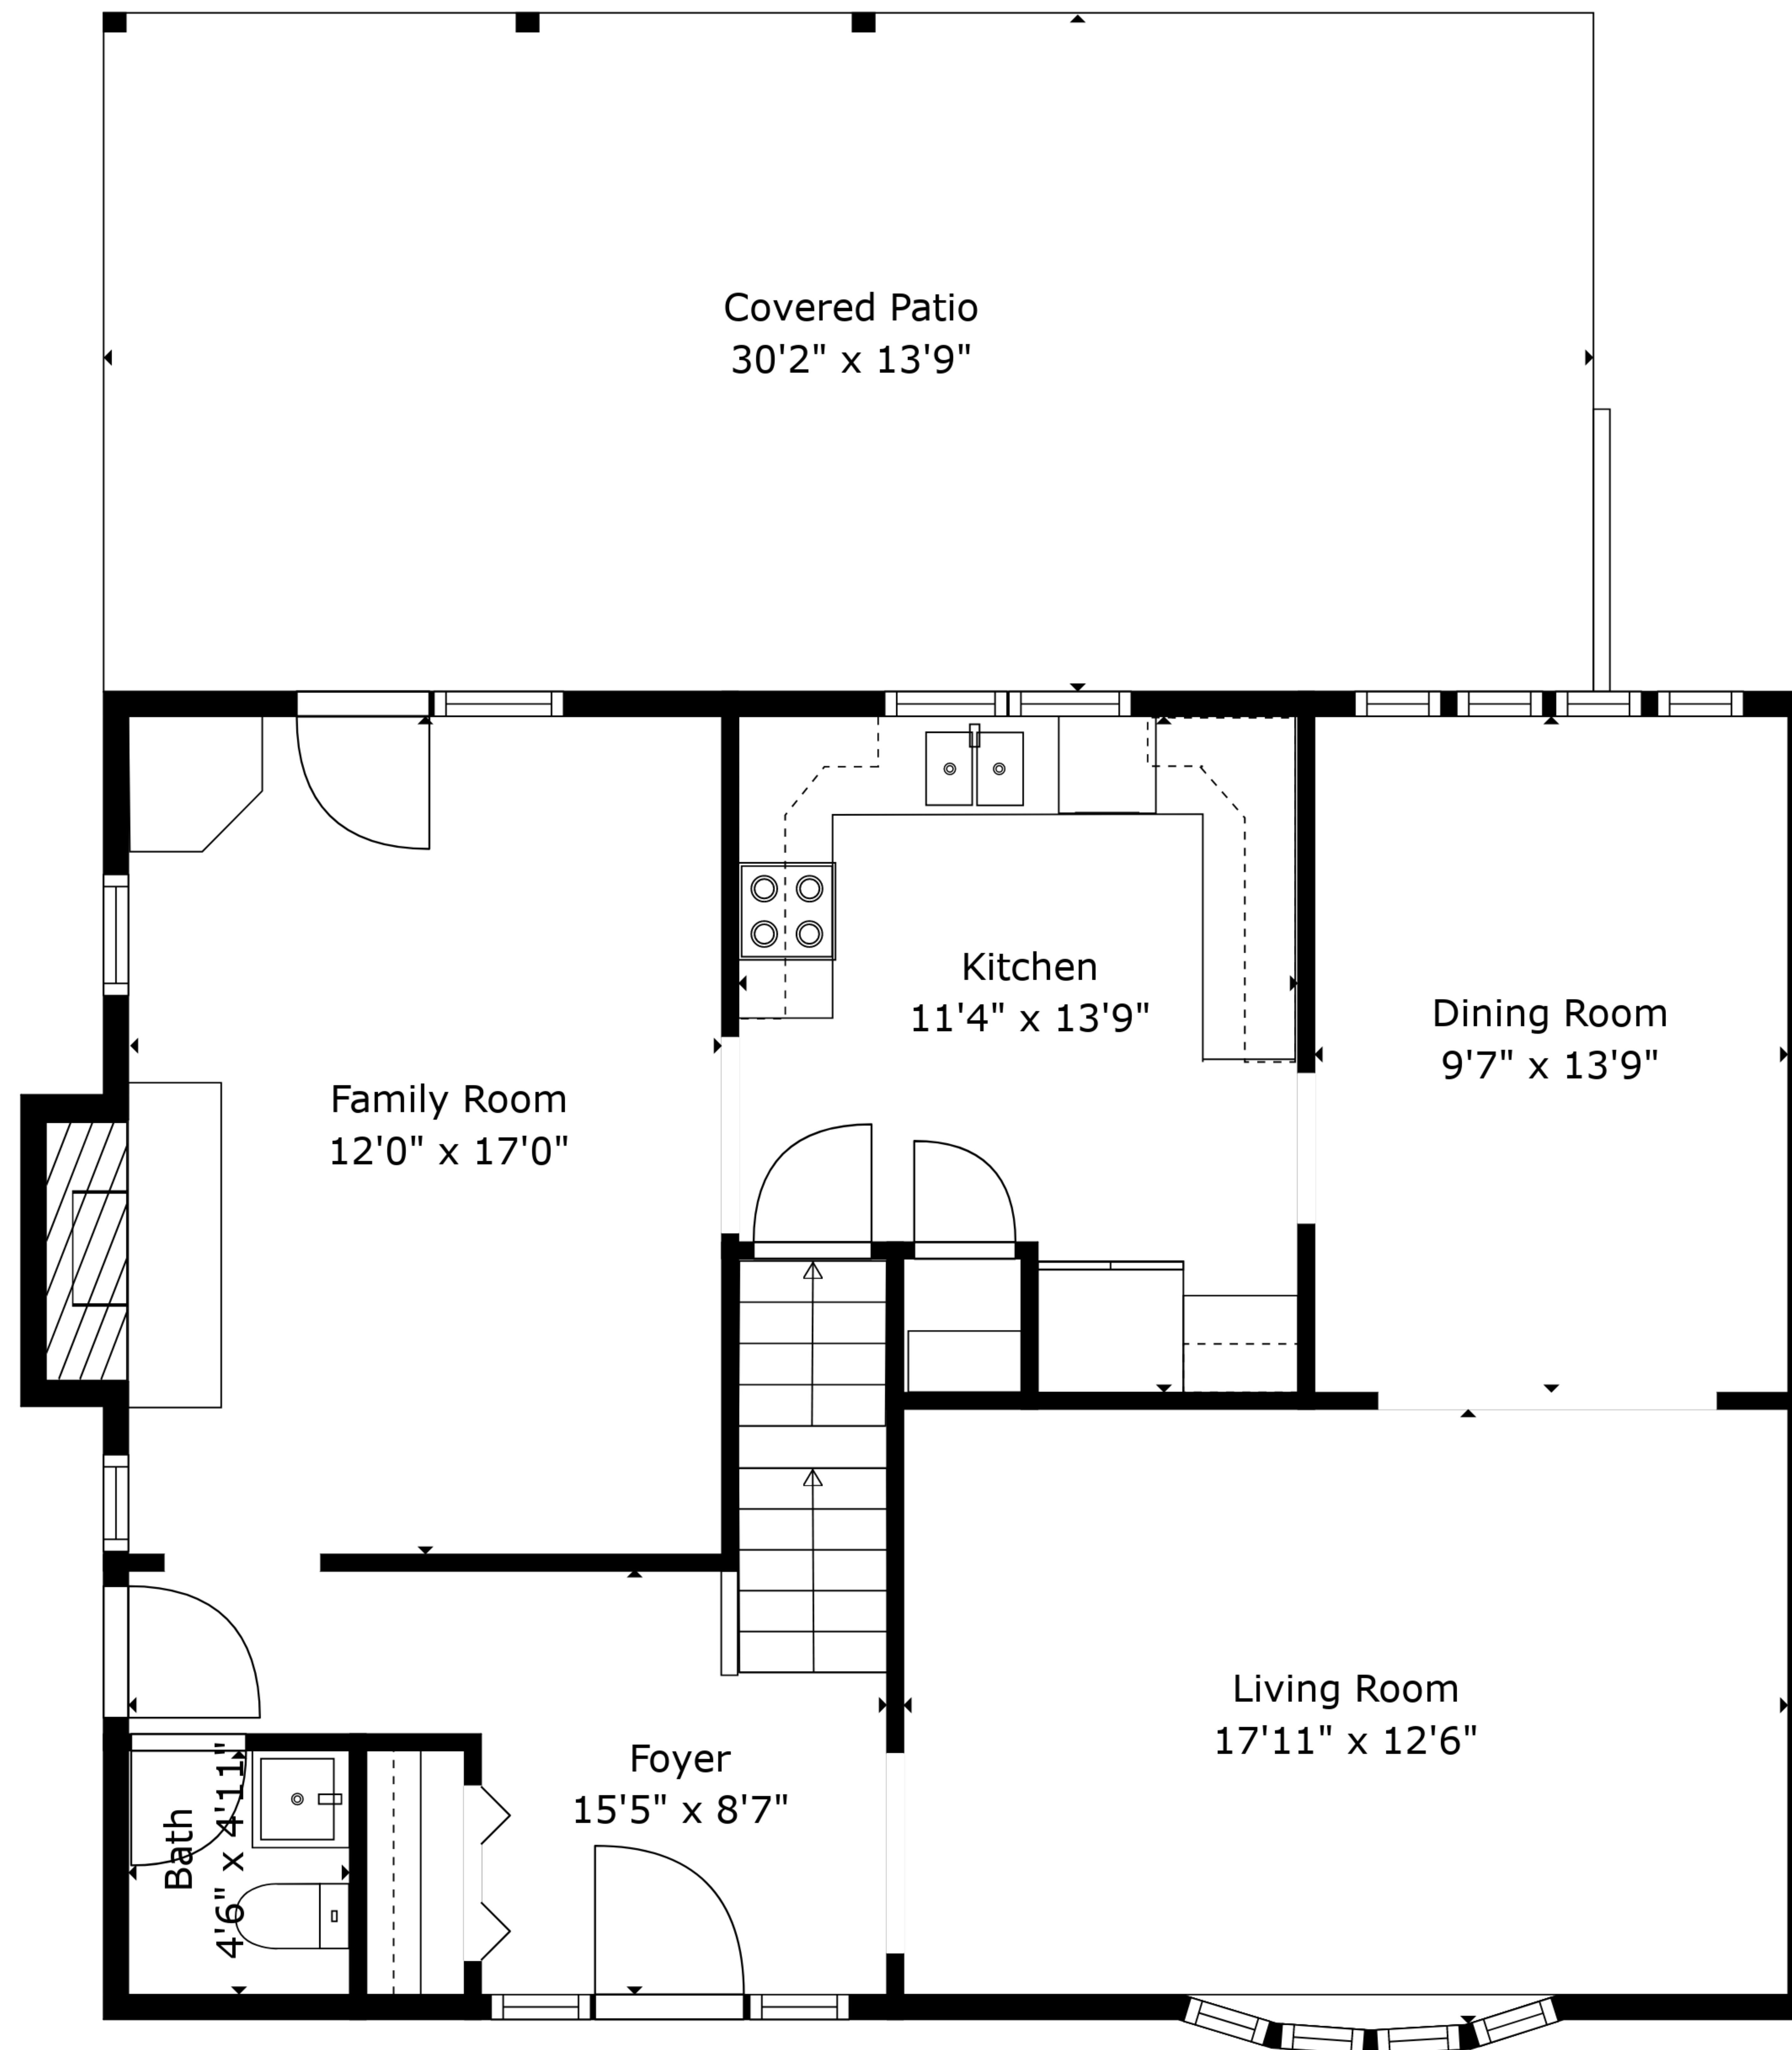 Covered Patio
30'2" x 13'9"
Kitchen
11'4" x 13'9"
Dining Room
9'7" x 13'9"
Family Room
12'0" x 17'0"
Living Room
17'11" x 12'6"
Foyer
15'5" x 8'7"
Bath
4'6" x 4'11"